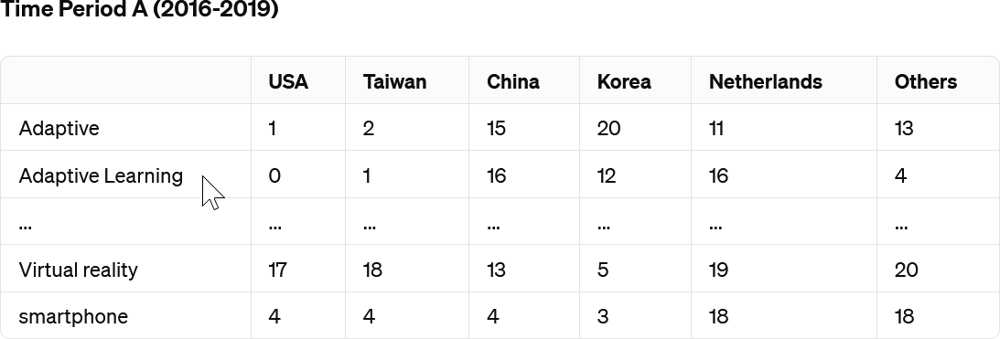 Time Period A (2016-2019)
USA Taiwan China Korea Netherlands Others
Adaptive 1 2 15 20 11 13
Adaptive Learning 0 1 16 12 16 4
... ... ... ... ... ... ...
Virtual reality 17 18 13 5 19 20
smartphone 4 4 4 3 18 18